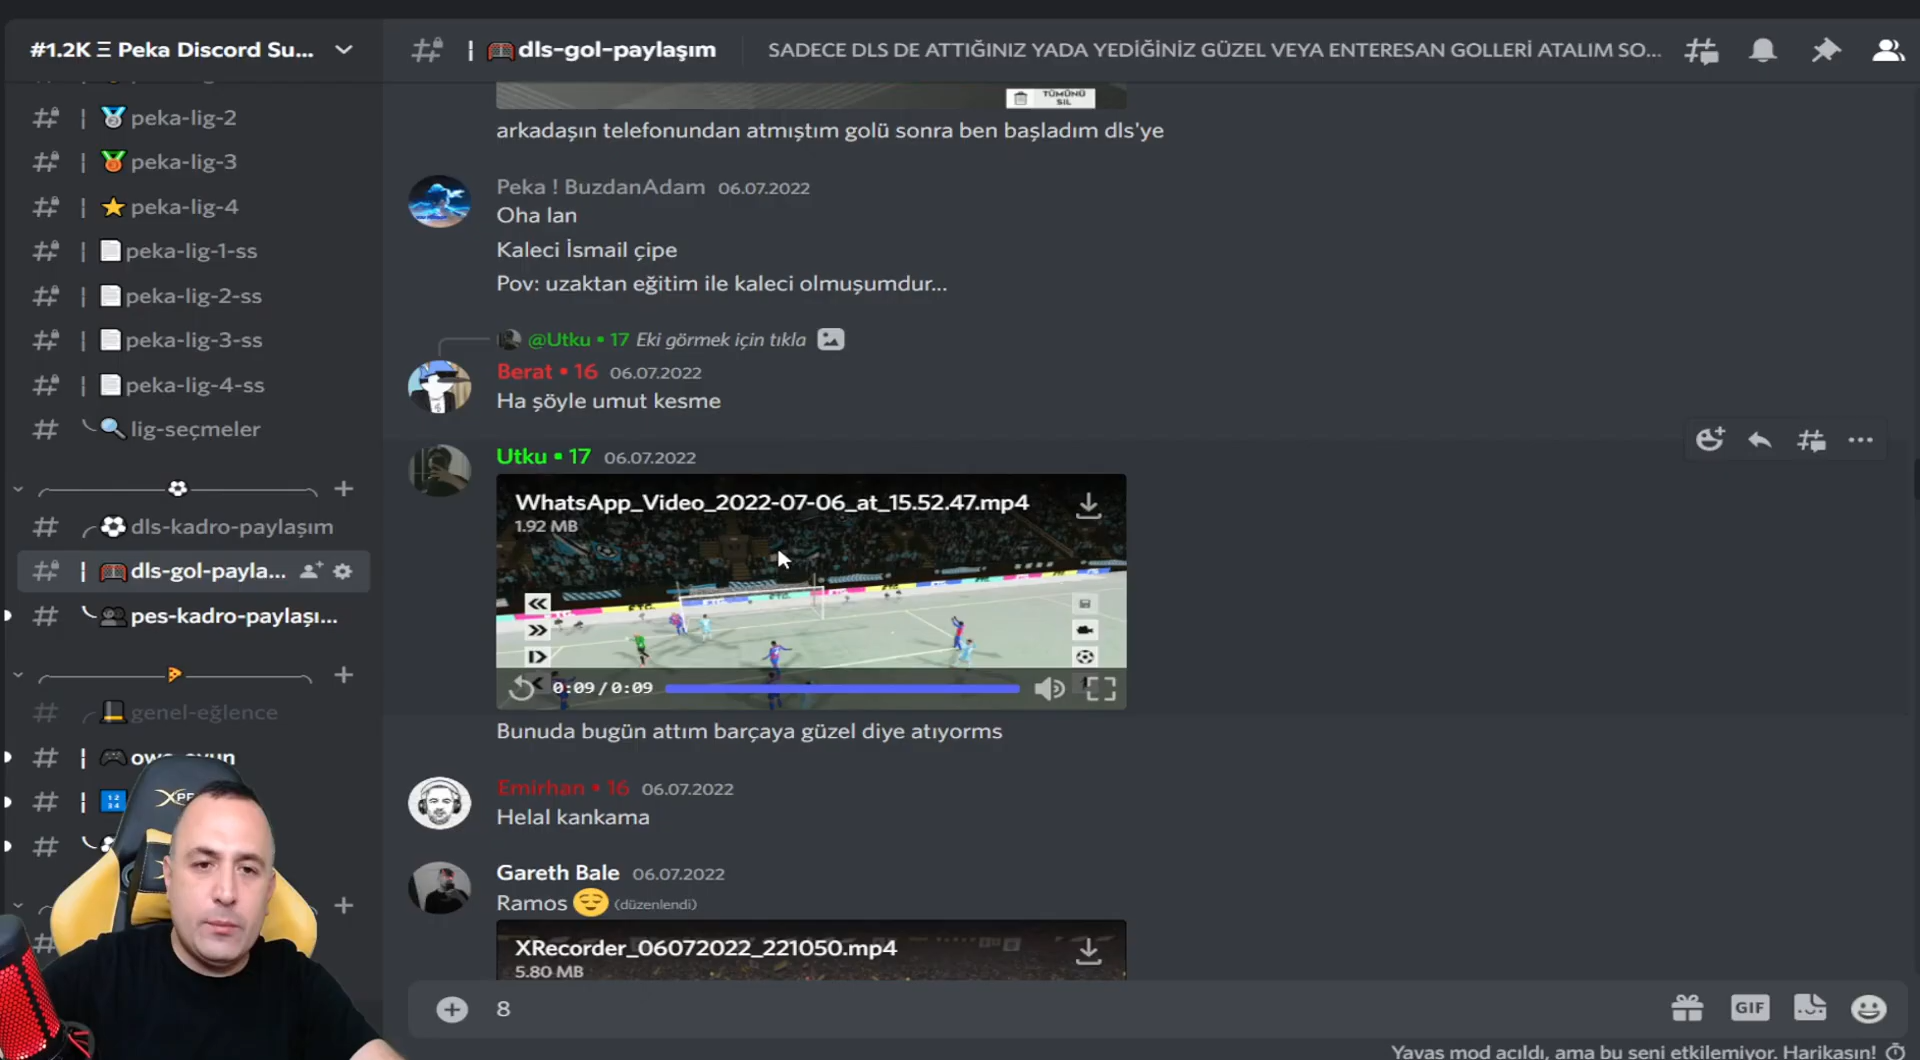 #1.2K Ξ Peka Discord Su...
peka-lig-2
peka-lig-3
peka-lig-4
peka-lig-1-ss
peka-lig-2-ss
peka-lig-3-ss
peka-lig-4-ss
lig-seçmeler
dls-kadro-paylaşım
dls-gol-payla...
pes-kadro-paylaşı...
genel-eğlence
dls-gol-paylaşım
SADECE DLS DE ATTIĞINIZ YADA YEDİĞİNİZ GÜZEL VEYA ENTERESAN GOLLERİ ATALIM SO...
TÜMÜNÜ
SİL
arkadaşın telefonundan atmıştım golü sonra ben başladım dls'ye
Peka ! BuzdanAdam 06.07.2022
Oha lan
Kaleci İsmail çipe
Pov: uzaktan eğitim ile kaleci olmuşumdur...
@Utku • 17 Eki görmek için tıkla
Berat • 16 06.07.2022
Ha şöyle umut kesme
Utku • 17 06.07.2022
WhatsApp_Video_2022-07-06_at_15.52.47.mp4
1.92 MB
0:09 / 0:09
Bunuda bugün attım barçaya güzel diye atıyorms
Emirhan • 16 06.07.2022
Helal kankama
Gareth Bale 06.07.2022
Ramos (düzenlendi)
XRecorder_06072022_221050.mp4
5.80 MB
8
GIF
Yavaş mod açıldı, ama bu seni etkilemiyor. Harikasın!